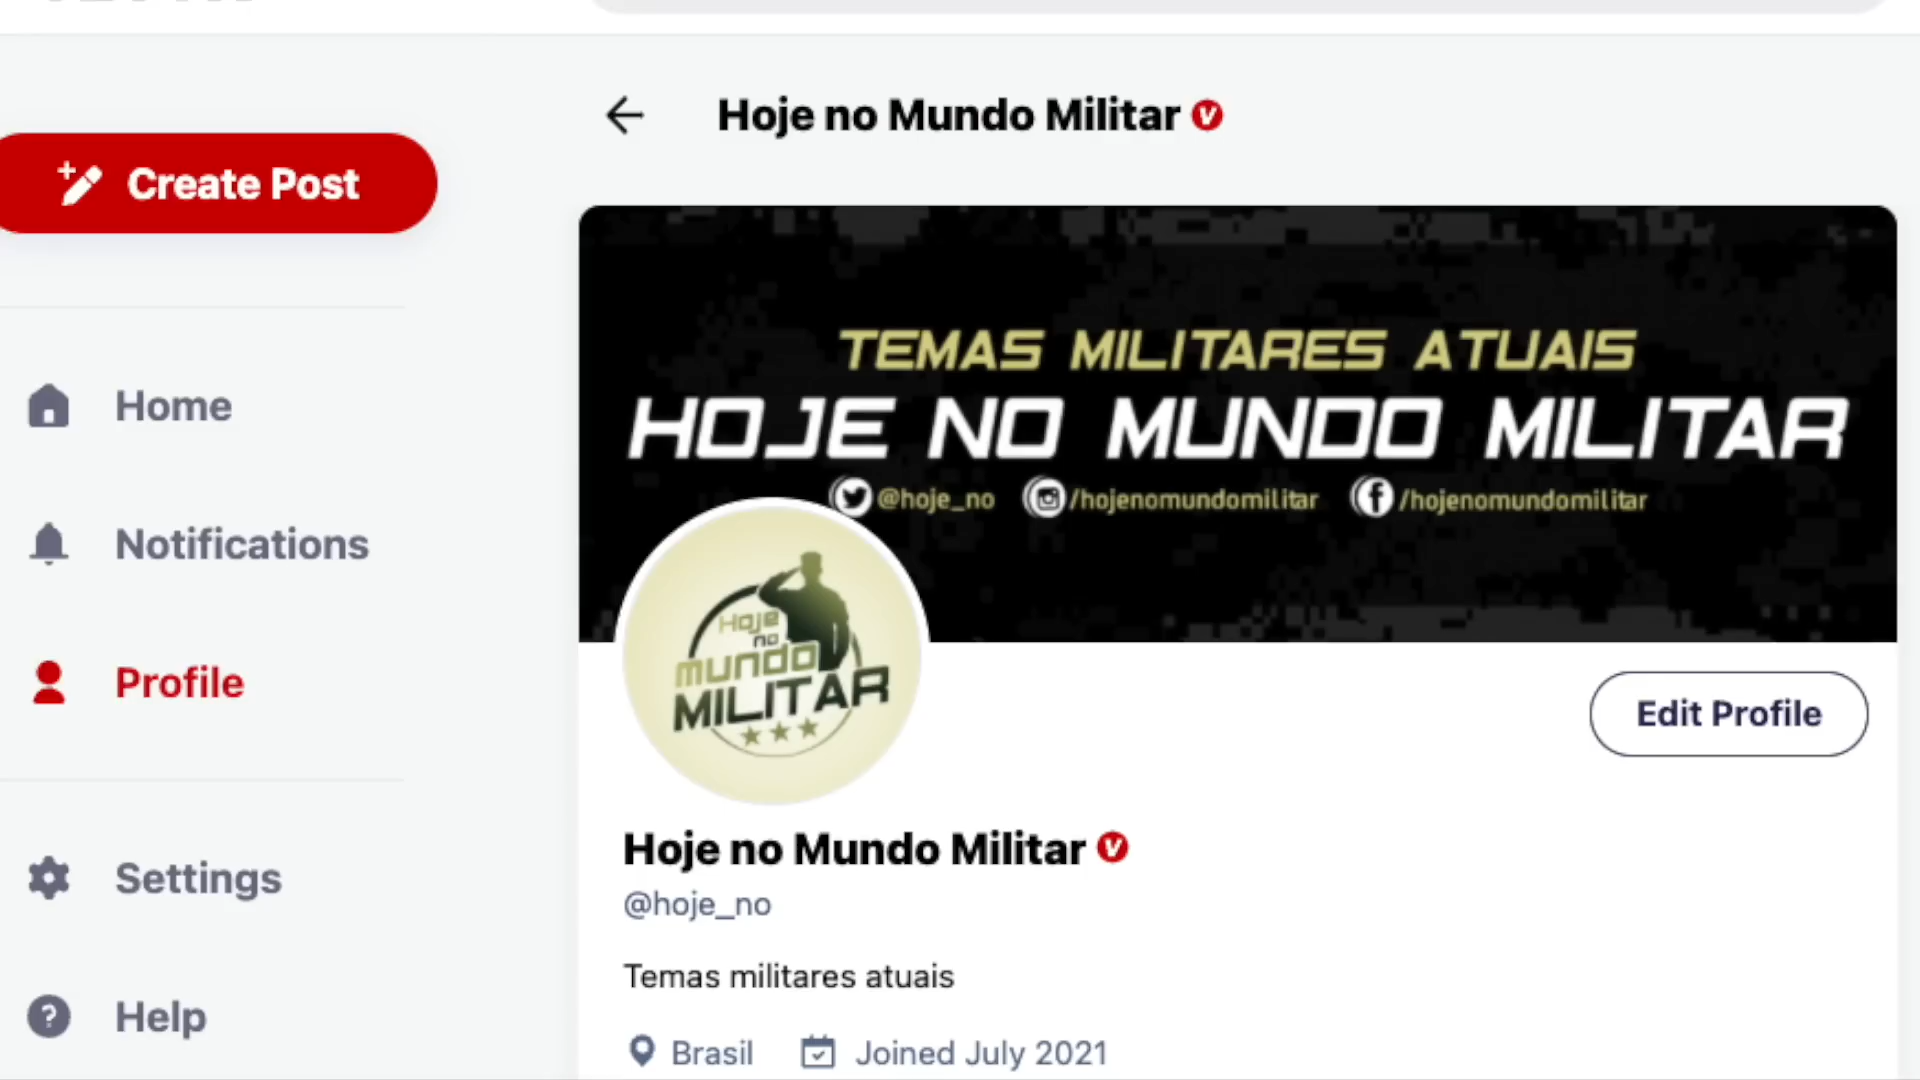 Hoje no Mundo Militar
Create Post
TEMAS MILITARES ATUAIS
HOJE NO MUNDO MILITAR
@hoje_no /hojenomundomilitar /hojenomundomilitar
Home
Notifications
Profile
Settings
Help
Hoje
no
mundo
MILITAR
Edit Profile
Hoje no Mundo Militar
@hoje_no
Temas militares atuais
Brasil Joined July 2021